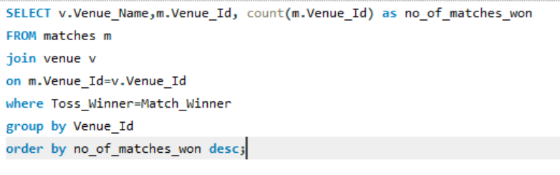 SELECT v.Venue_Name,m.Venue_Id, count(m.Venue_Id) as no_of_matches_won
FROM matches m
join venue v
on m.Venue_Id=v.Venue_Id
where Toss_Winner=Match_Winner
group by Venue_Id
order by no_of_matches_won desc;